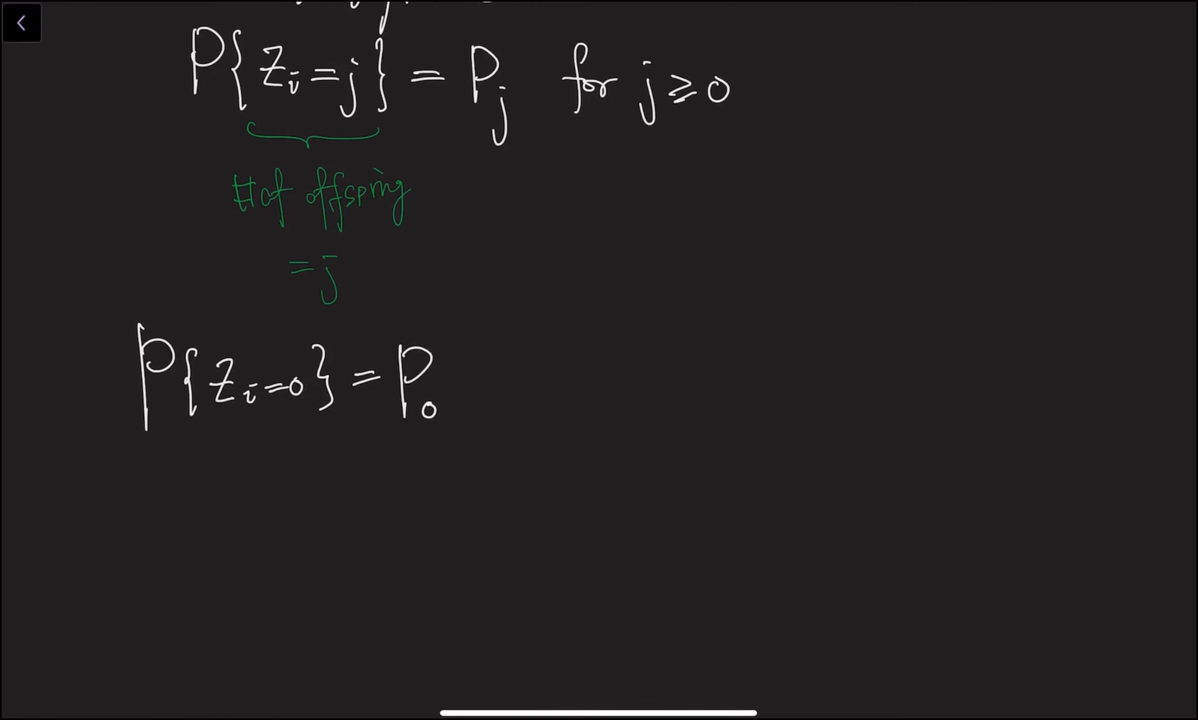 P{Z_i=j} = P_j for j ≥ 0
# of offspring
= j
P{Z_i=0} = P_0